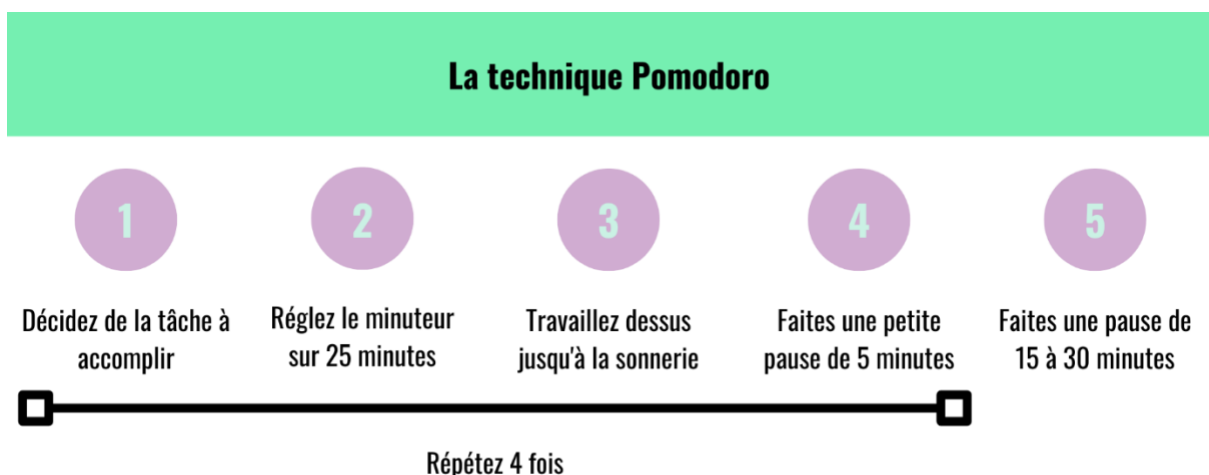 La technique Pomodoro
1
2
3
4
5
Décidez de la tâche à
accomplir
Réglez le minuteur
sur 25 minutes
Travaillez dessus
jusqu'à la sonnerie
Faites une petite
pause de 5 minutes
Faites une pause de
15 à 30 minutes
Répétez 4 fois